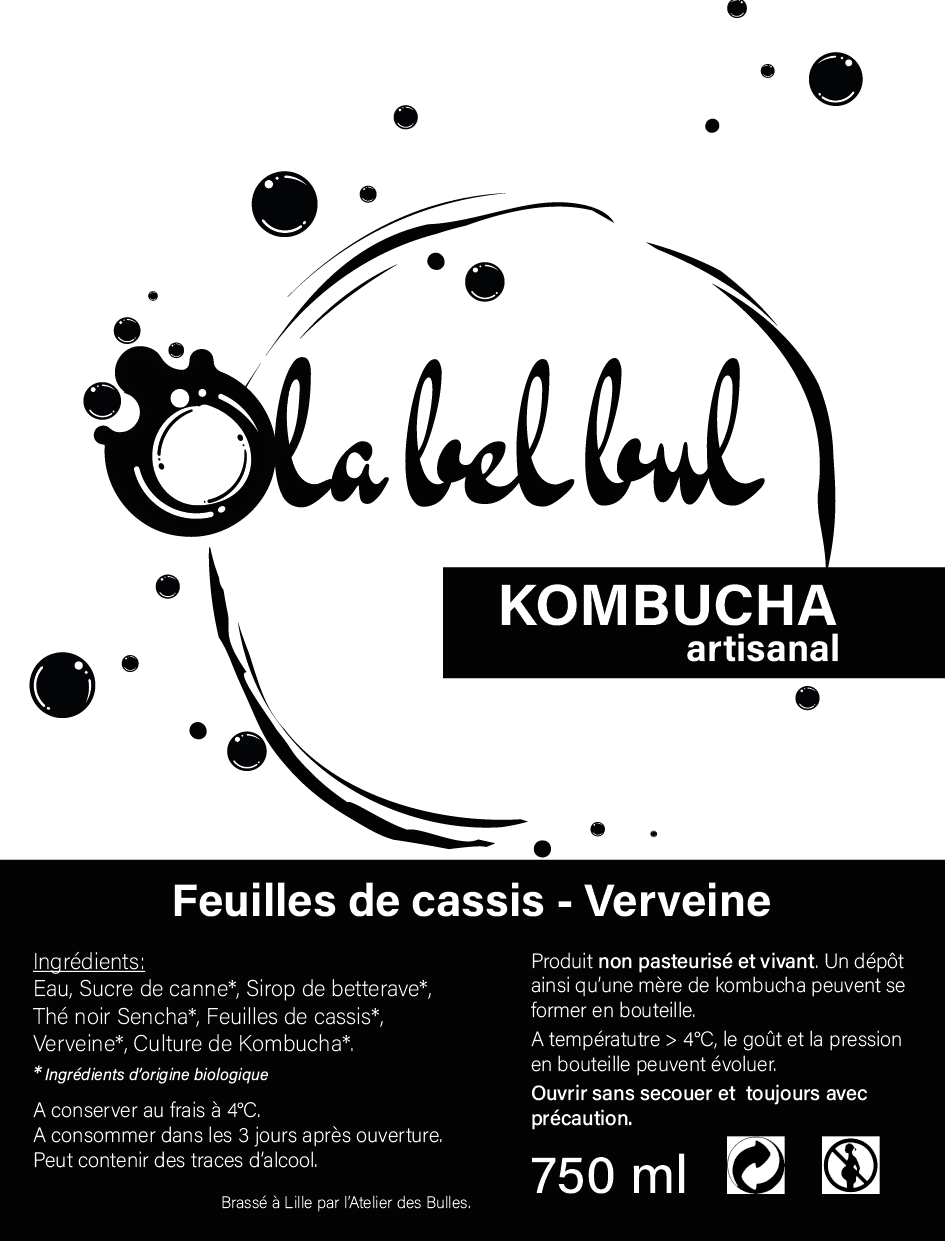 Ola bel bul
KOMBUCHA
artisanal
Feuilles de cassis - Verveine
Ingrédients:
Eau, Sucre de canne*, Sirop de betterave*,
Thé noir Sencha*, Feuilles de cassis*,
Verveine*, Culture de Kombucha*.
* Ingrédients d'origine biologique
A conserver au frais à 4°C.
A consommer dans les 3 jours après ouverture.
Peut contenir des traces d'alcool.
Brassé à Lille par l'Atelier des Bulles.
Produit non pasteurisé et vivant. Un dépôt
ainsi qu'une mère de kombucha peuvent se
former en bouteille.
A températutre > 4°C, le goût et la pression
en bouteille peuvent évoluer.
Ouvrir sans secouer et toujours avec
précaution.
750 ml